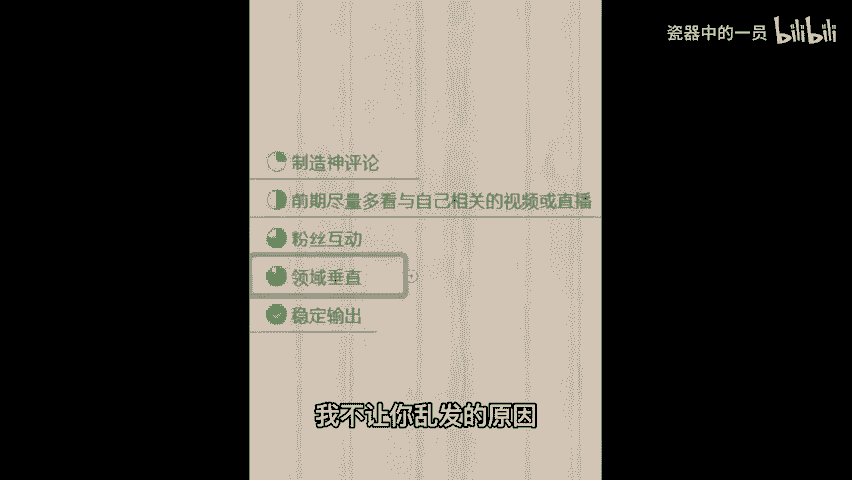 瓷器中的一员 bilibili
制造神评论
前期尽量多看与自己相关的视频或直播
粉丝互动
领域垂直
稳定输出
我不让你乱发的原因